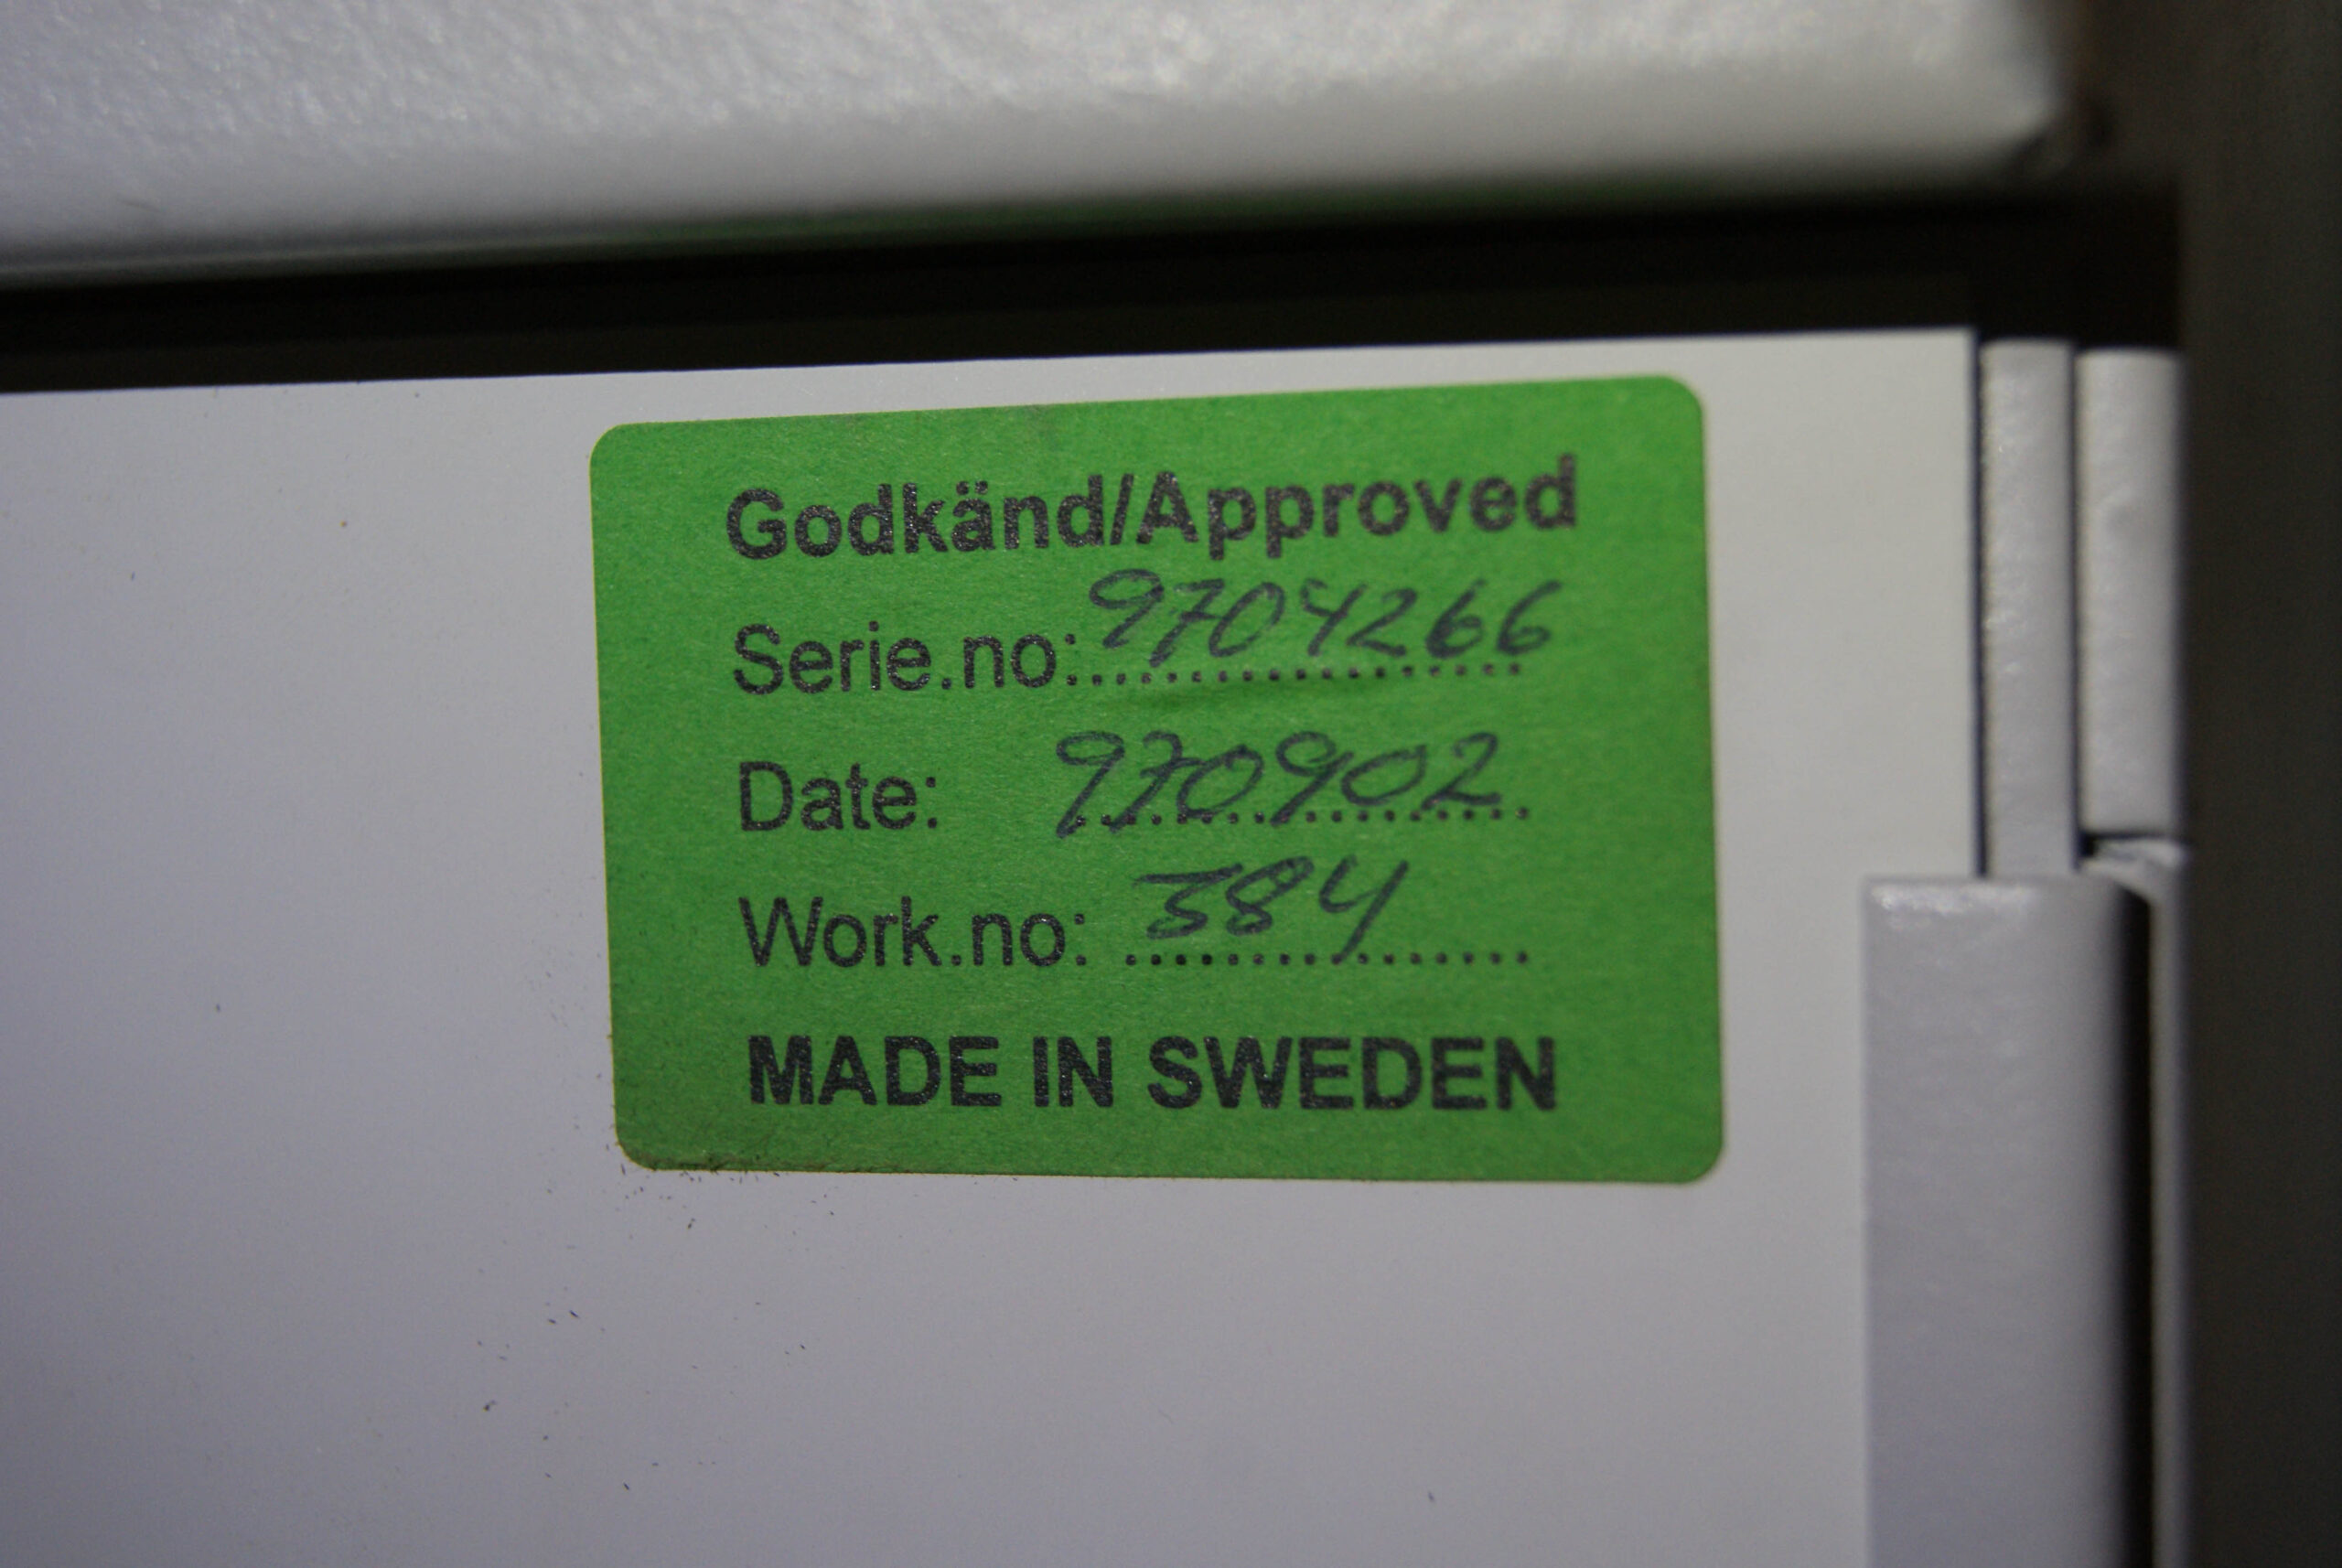 Godkänd/Approved
Serie.no: 9704266
Date: 970902
Work.no: 384
MADE IN SWEDEN